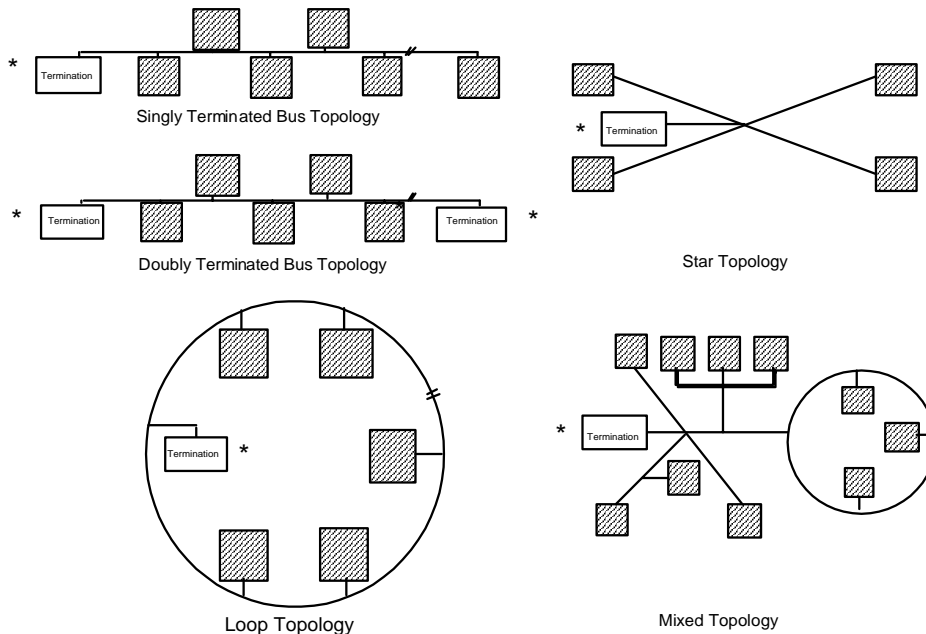 * Termination
Singly Terminated Bus Topology
* Termination
Star Topology
* Termination
Termination *
Doubly Terminated Bus Topology
Termination *
Loop Topology
* Termination
Mixed Topology